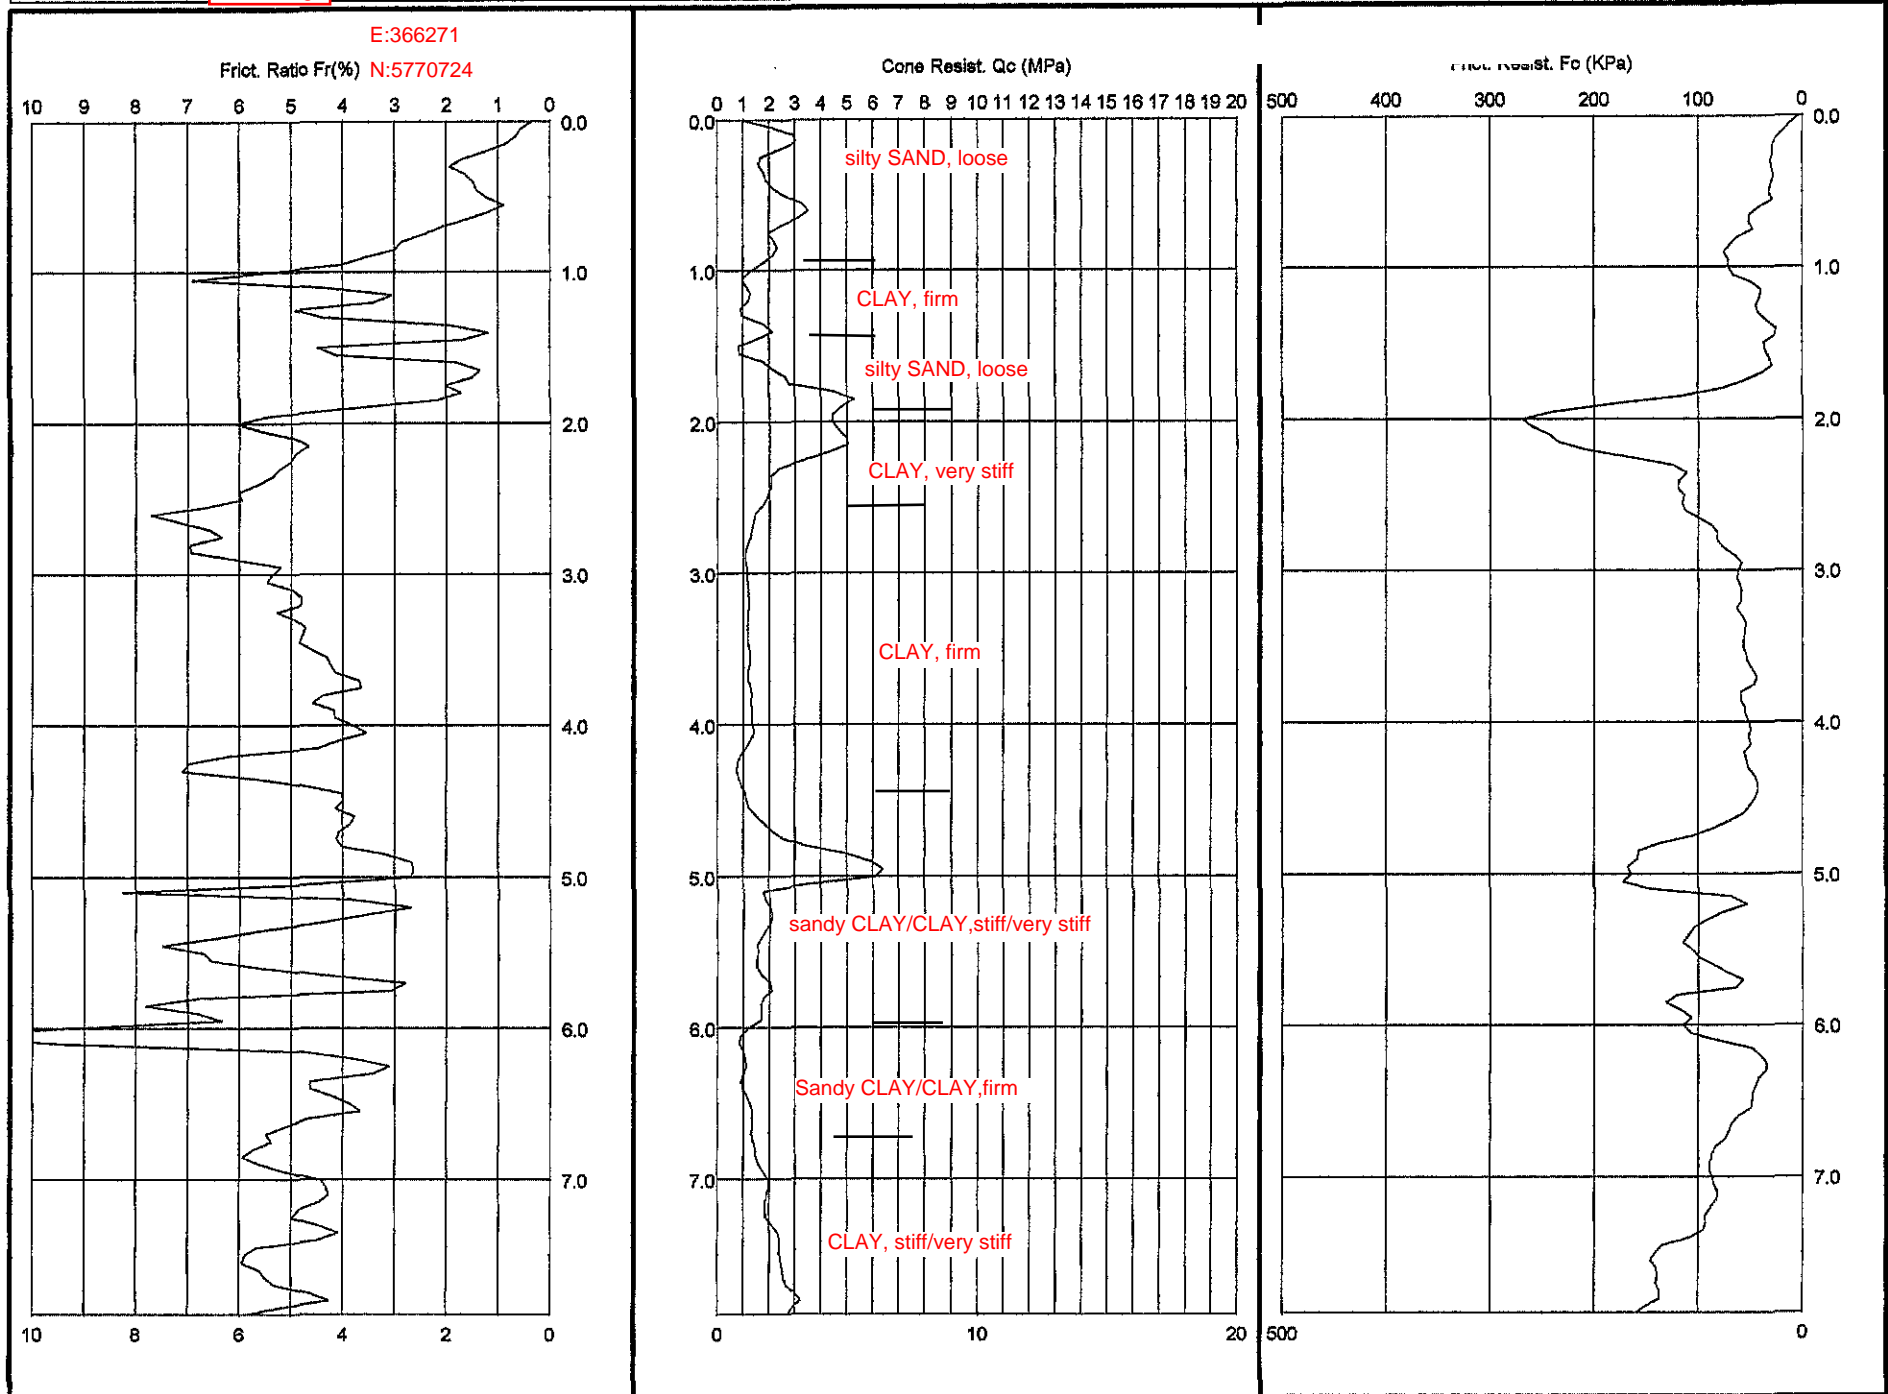 E:366271
Frict. Ratio Fr(%) N:5770724
10 9 8 7 6 5 4 3 2 1 0
0.0
1.0
2.0
3.0
4.0
5.0
6.0
7.0
10 8 6 4 2 0
Cone Resist. Qc (MPa)
0 1 2 3 4 5 6 7 8 9 10 11 12 13 14 15 16 17 18 19 20
0.0
silty SAND, loose
1.0
CLAY, firm
silty SAND, loose
2.0
CLAY, very stiff
3.0
CLAY, firm
4.0
5.0
sandy CLAY/CLAY,stiff/very stiff
6.0
Sandy CLAY/CLAY,firm
7.0
CLAY, stiff/very stiff
0 10 20
st. Fc (KPa)
500 400 300 200 100 0
0.0
1.0
2.0
3.0
4.0
5.0
6.0
7.0
500 0